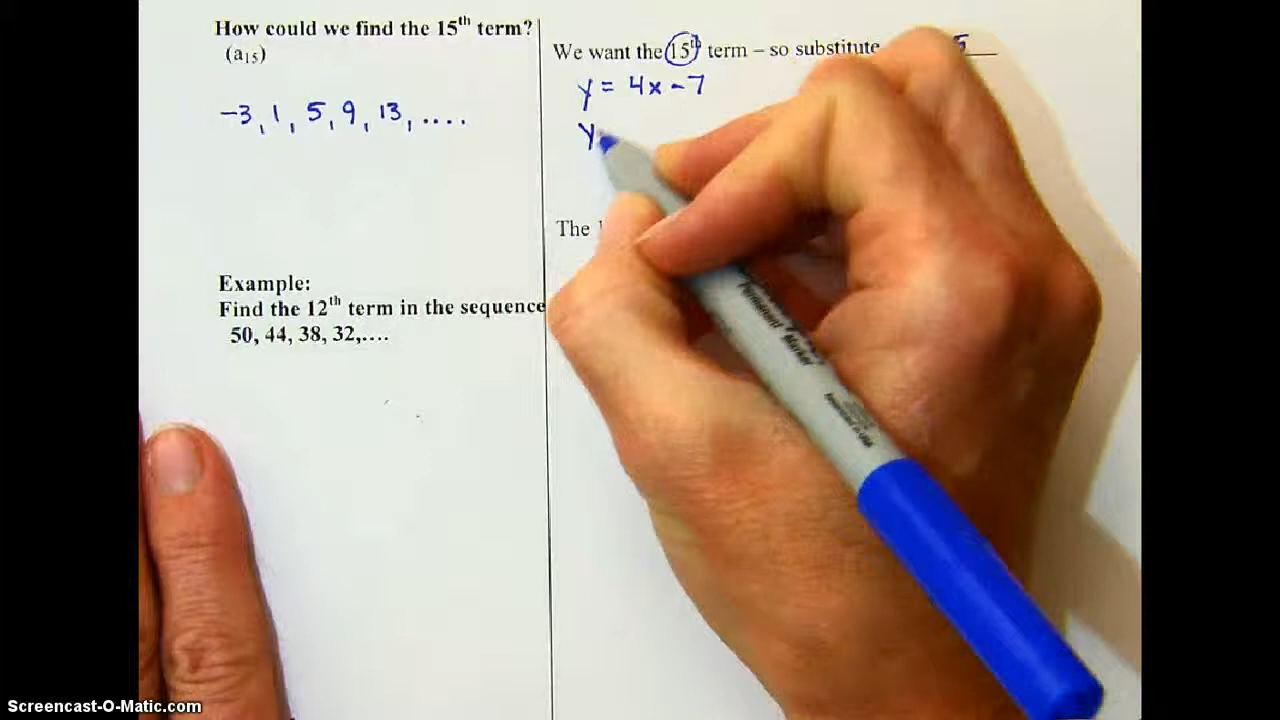 How could we find the 15th term?
(a15)
-3, 1, 5, 9, 13, ....
Example:
Find the 12th term in the sequence
50, 44, 38, 32,....
We want the 15th term – so substitute
y = 4x - 7
y
The
Permanent Marker
Screencast-O-Matic.com